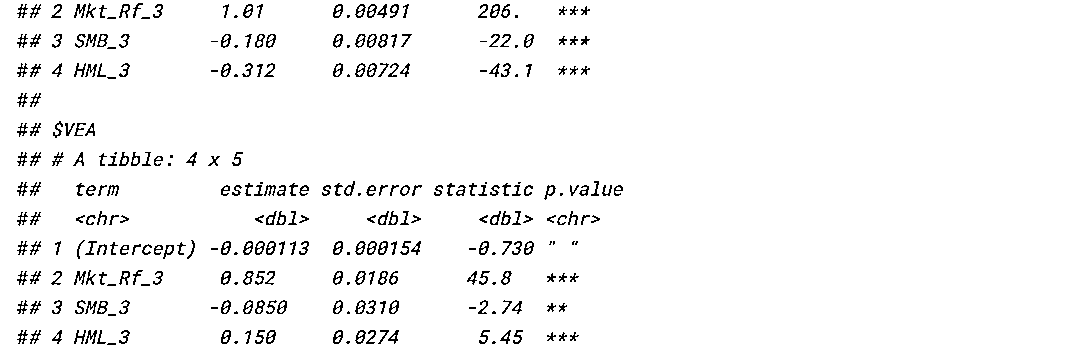 ## 2 Mkt_Rf_3     1.01      0.00491     206.   ***
## 3 SMB_3       -0.180     0.00817     -22.0  ***
## 4 HML_3       -0.312     0.00724     -43.1  ***
##
## $VEA
## # A tibble: 4 x 5
##   term         estimate std.error statistic p.value
##   <chr>           <dbl>     <dbl>     <dbl> <chr>
## 1 (Intercept) -0.000113  0.000154    -0.730 " "
## 2 Mkt_Rf_3     0.852     0.0186      45.8   ***
## 3 SMB_3       -0.0850    0.0310      -2.74  **
## 4 HML_3        0.150     0.0274       5.45  ***